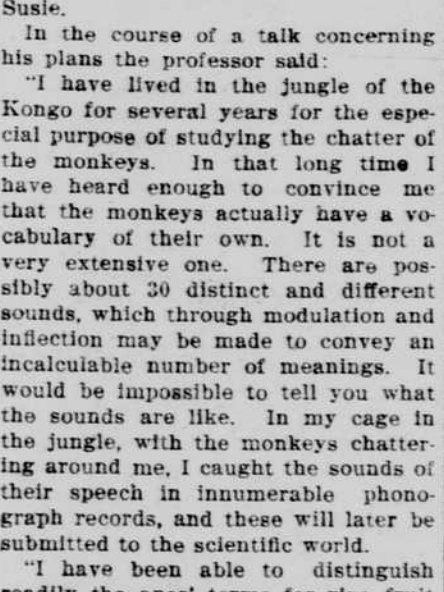 Susie.
In the course of a talk concerning
his plans the professor said:
"I have lived in the jungle of the
Kongo for several years for the espe-
cial purpose of studying the chatter of
the monkeys. In that long time I
have heard enough to convince me
that the monkeys actually have a vo-
cabulary of their own. It is not a
very extensive one. There are pos-
sibly about 30 distinct and different
sounds, which through modulation and
inflection may be made to convey an
incalculable number of meanings. It
would be impossible to tell you what
the sounds are like. In my cage in
the jungle, with the monkeys chatter-
ing around me, I caught the sounds of
their speech in innumerable phono-
graph records, and these will later be
submitted to the scientific world.
"I have been able to distinguish
readily the apes' terms for ripe fruit